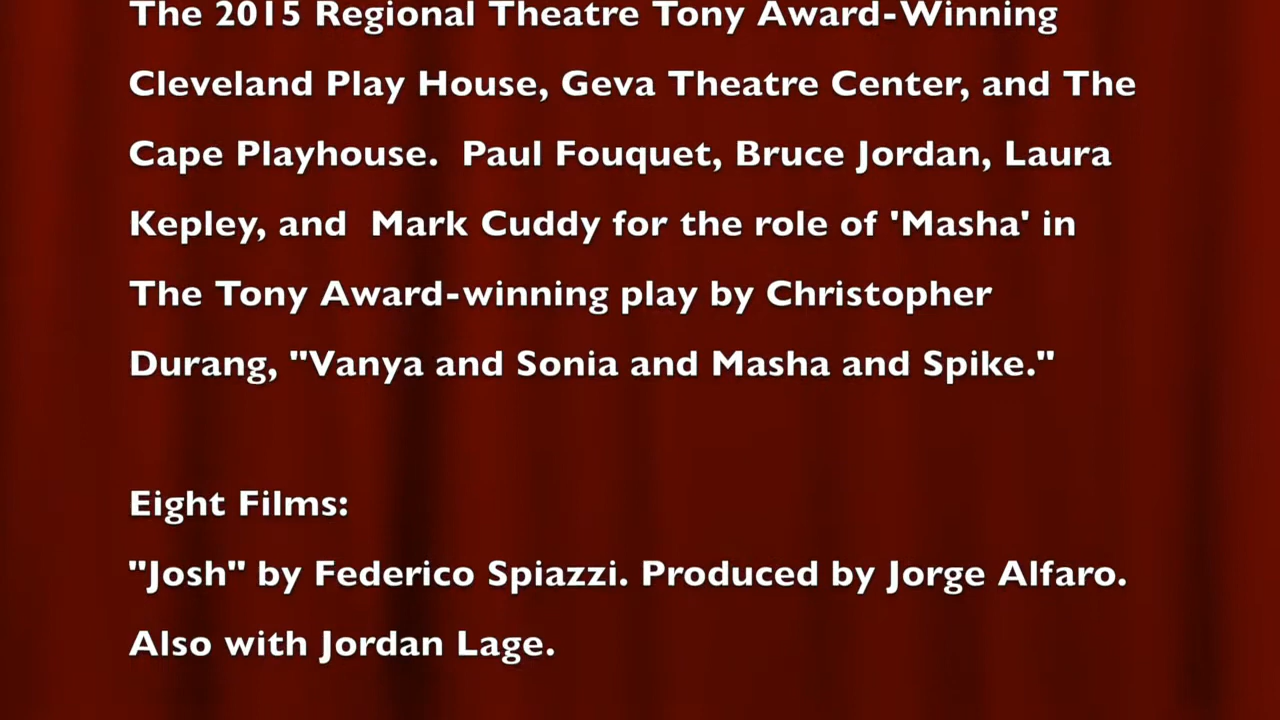 The 2015 Regional Theatre Tony Award-Winning
Cleveland Play House, Geva Theatre Center, and The
Cape Playhouse.  Paul Fouquet, Bruce Jordan, Laura
Kepley, and  Mark Cuddy for the role of 'Masha' in
The Tony Award-winning play by Christopher
Durang, "Vanya and Sonia and Masha and Spike."
Eight Films:
"Josh" by Federico Spiazzi. Produced by Jorge Alfaro.
Also with Jordan Lage.